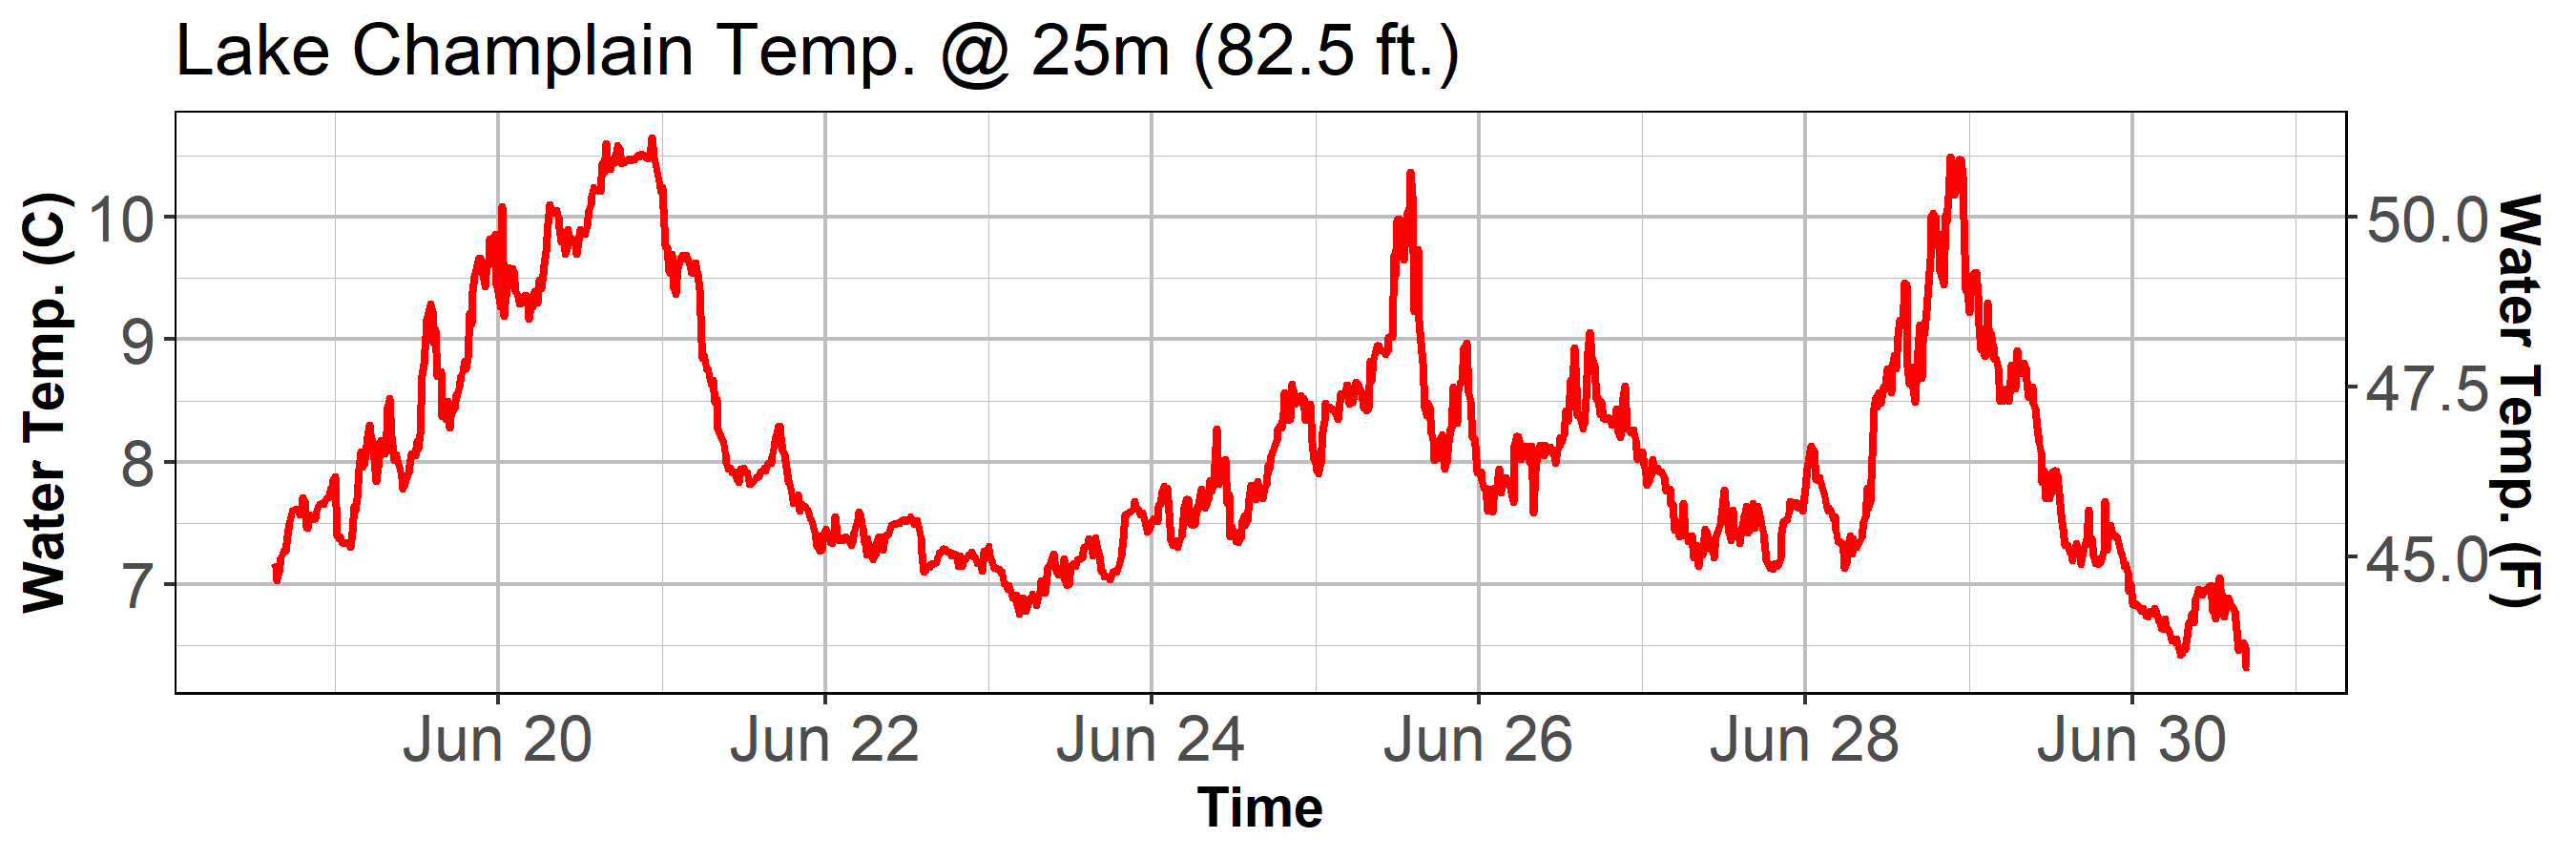 Lake Champlain Temp. @ 25m (82.5 ft.)
Water Temp. (C)
10
9
8
7
50.0
47.5
45.0
Water Temp. (F)
Jun 20 Jun 22 Jun 24 Jun 26 Jun 28 Jun 30
Time